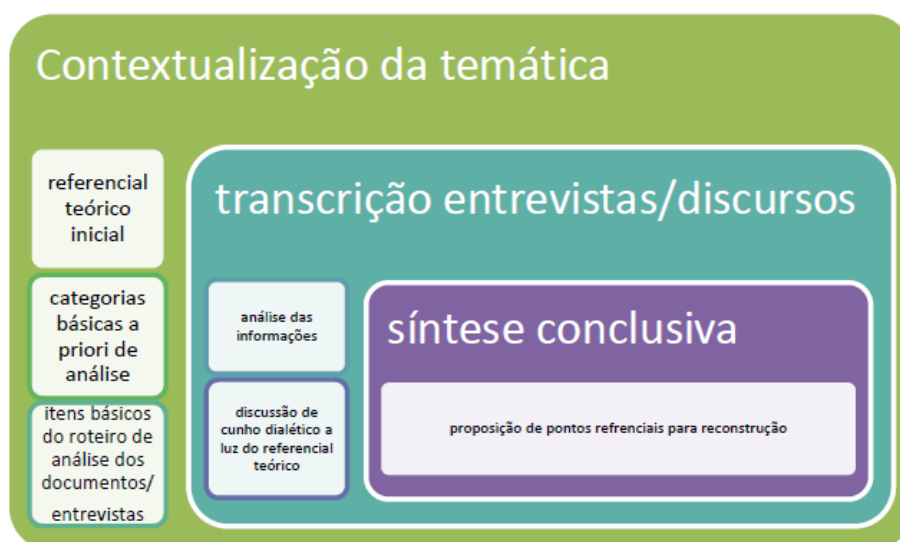 Contextualização da temática
referencial
teórico
inicial
categorias
básicas a
priori de
análise
itens básicos
do roteiro de
análise dos
documentos/
entrevistas
transcrição entrevistas/discursos
análise das
informações
discussão de
cunho dialético a
luz do referencial
teórico
síntese conclusiva
proposição de pontos refrenciais para reconstrução